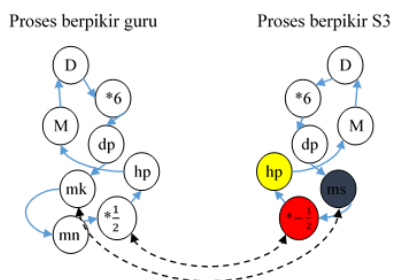 Proses berpikir guru
Proses berpikir S3
D
*6
M
dp
hp
mk
mn
*1/2
D
*6
M
dp
hp
ms
*-1/2